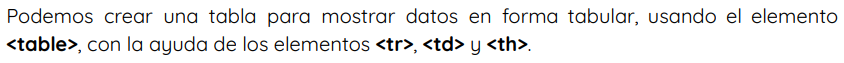 Podemos crear una tabla para mostrar datos en forma tabular, usando el elemento
<table>, con la ayuda de los elementos <tr>, <td> y <th>.